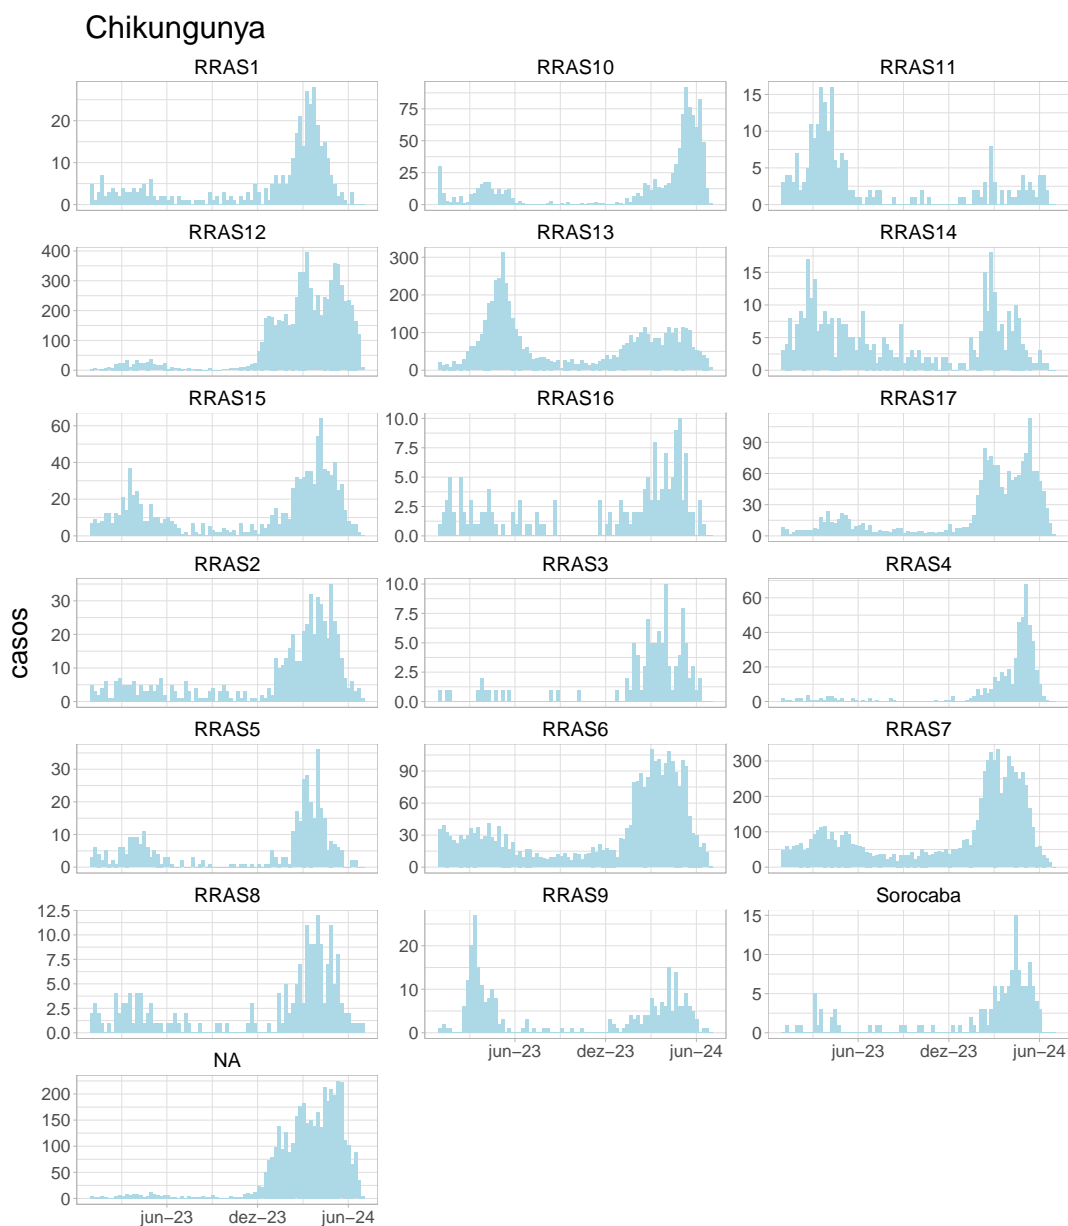 Chikungunya
RRAS1
RRAS10
RRAS11
20
10
0
75
50
25
0
15
10
5
0
RRAS12
RRAS13
RRAS14
400
300
200
100
0
300
200
100
0
15
10
5
0
RRAS15
RRAS16
RRAS17
60
40
20
0
10.0
7.5
5.0
2.5
0.0
90
60
30
0
RRAS2
RRAS3
RRAS4
30
20
10
0
10.0
7.5
5.0
2.5
0.0
60
40
20
0
casos
RRAS5
RRAS6
RRAS7
30
20
10
0
90
60
30
0
300
200
100
0
RRAS8
RRAS9
Sorocaba
12.5
10.0
7.5
5.0
2.5
0.0
20
10
0
15
10
5
0
jun−23
dez−23
jun−24
jun−23
dez−23
jun−24
NA
200
150
100
50
0
jun−23
dez−23
jun−24